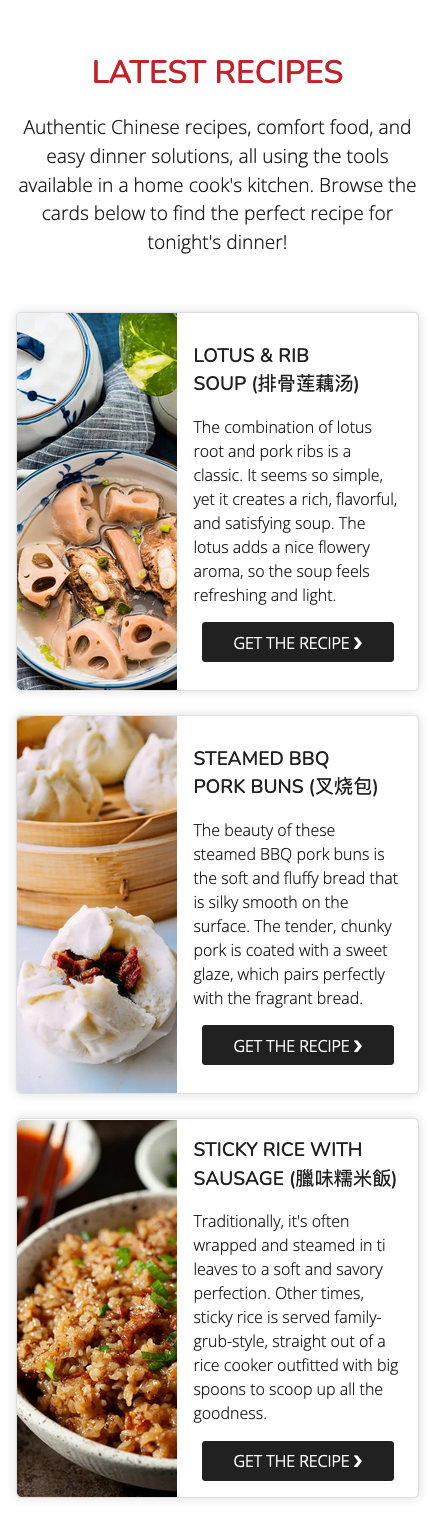 LATEST RECIPES
Authentic Chinese recipes, comfort food, and
easy dinner solutions, all using the tools
available in a home cook's kitchen. Browse the
cards below to find the perfect recipe for
tonight's dinner!
LOTUS & RIB
SOUP (排骨莲藕汤)
The combination of lotus
root and pork ribs is a
classic. It seems so simple,
yet it creates a rich, flavorful,
and satisfying soup. The
lotus adds a nice flowery
aroma, so the soup feels
refreshing and light.
GET THE RECIPE ❯
STEAMED BBQ
PORK BUNS (叉烧包)
The beauty of these
steamed BBQ pork buns is
the soft and fluffy bread that
is silky smooth on the
surface. The tender, chunky
pork is coated with a sweet
glaze, which pairs perfectly
with the fragrant bread.
GET THE RECIPE ❯
STICKY RICE WITH
SAUSAGE (臘味糯米飯)
Traditionally, it's often
wrapped and steamed in ti
leaves to a soft and savory
perfection. Other times,
sticky rice is served family-
grub-style, straight out of a
rice cooker outfitted with big
spoons to scoop up all the
goodness.
GET THE RECIPE ❯